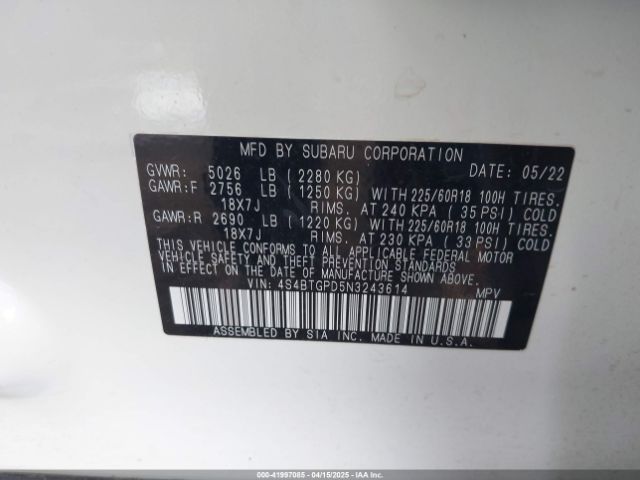 MFD BY SUBARU CORPORATION DATE: 05/22
GVWR: 5026 LB ( 2280 KG)
GAWR:F 2756 LB ( 1250 KG) WITH 225/60R18 100H TIRES.
18X7J RIMS. AT 240 KPA ( 35 PSI) COLD
GAWR:R 2690 LB ( 1220 KG) WITH 225/60R18 100H TIRES.
18X7J RIMS. AT 230 KPA ( 33 PSI) COLD
THIS VEHICLE CONFORMS TO ALL APPLICABLE FEDERAL MOTOR
VEHICLE SAFETY, BUMPER, AND THEFT PREVENTION STANDARDS
IN EFFECT ON THE DATE OF MANUFACTURE SHOWN ABOVE.
VIN: 4S4BTGPD5N3243614 MPV
ASSEMBLED BY SIA INC. MADE IN U.S.A.
000-41997085 - 04/15/2025 - IAAI.COM